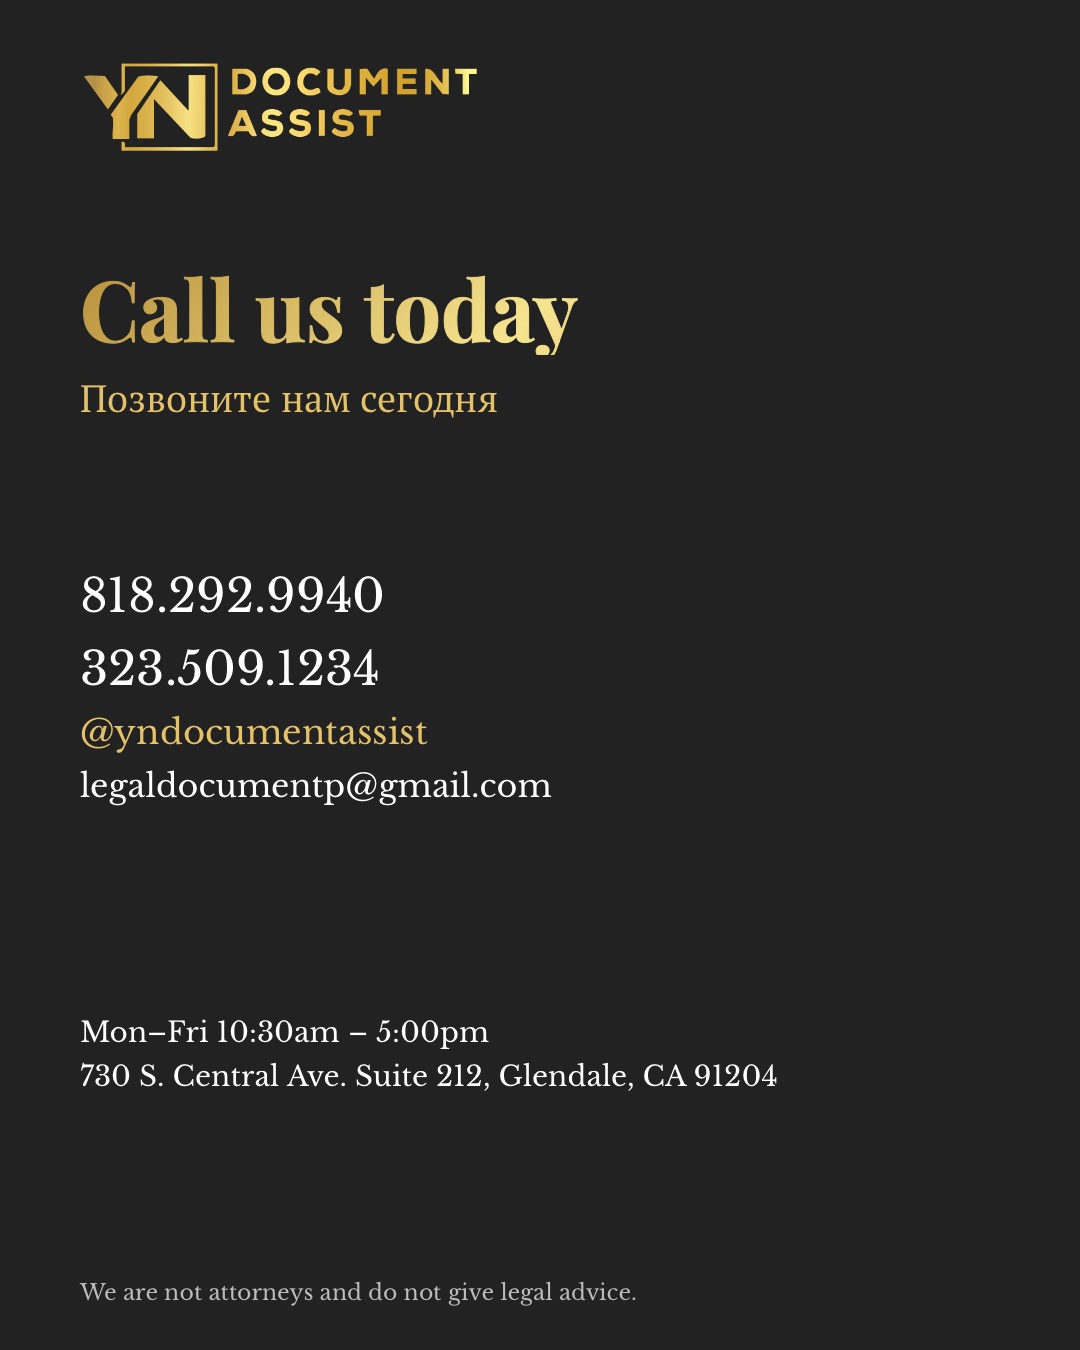 YN DOCUMENT
ASSIST
Call us today
Позвоните нам сегодня
818.292.9940
323.509.1234
@yndocumentassist
legaldocumentp@gmail.com
Mon–Fri 10:30am – 5:00pm
730 S. Central Ave. Suite 212, Glendale, CA 91204
We are not attorneys and do not give legal advice.